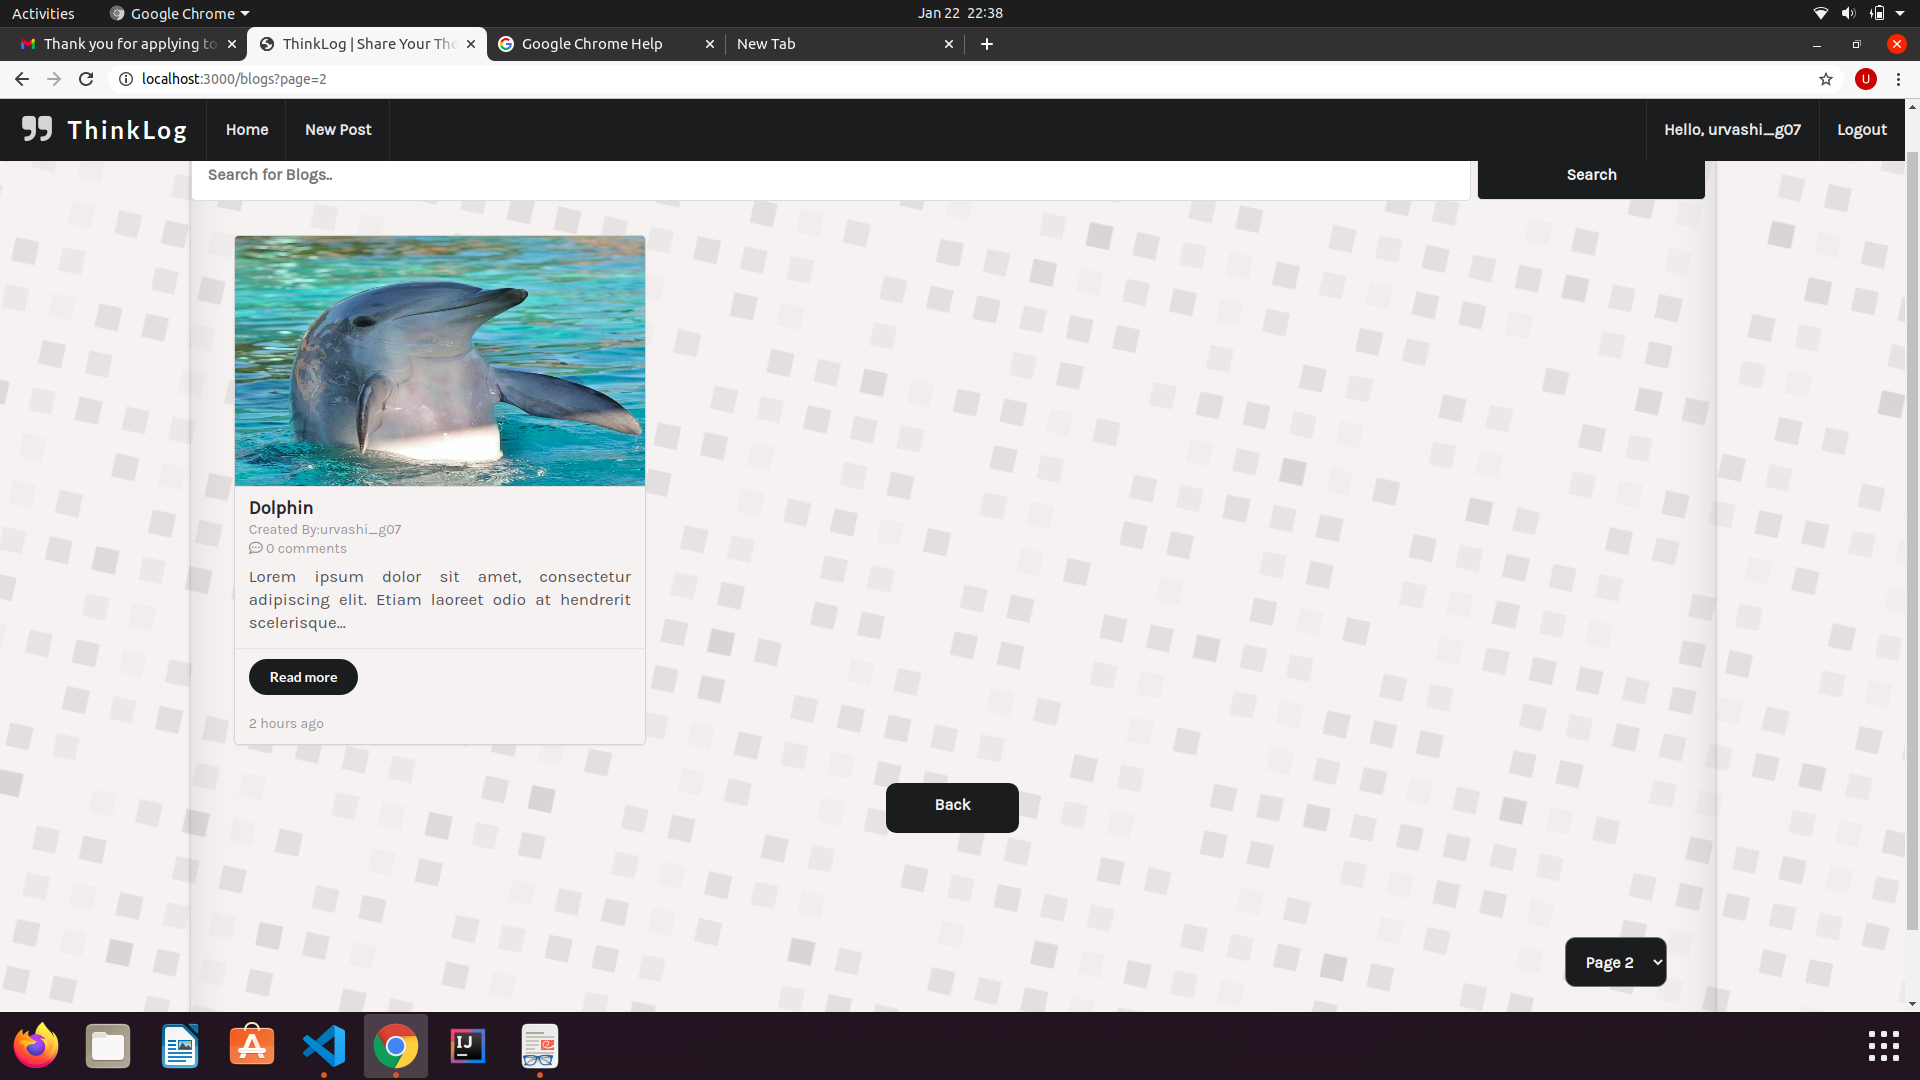 Activities
Google Chrome
Jan 22 22:38
Thank you for applying to
ThinkLog | Share Your Tho
Google Chrome Help
New Tab
localhost:3000/blogs?page=2
U
ThinkLog
Home
New Post
Hello, urvashi_g07
Logout
Search for Blogs..
Search
Dolphin
Created By:urvashi_g07
0 comments
Lorem ipsum dolor sit amet, consectetur
adipiscing elit. Etiam laoreet odio at hendrerit
scelerisque...
Read more
2 hours ago
Back
Page 2
IJ